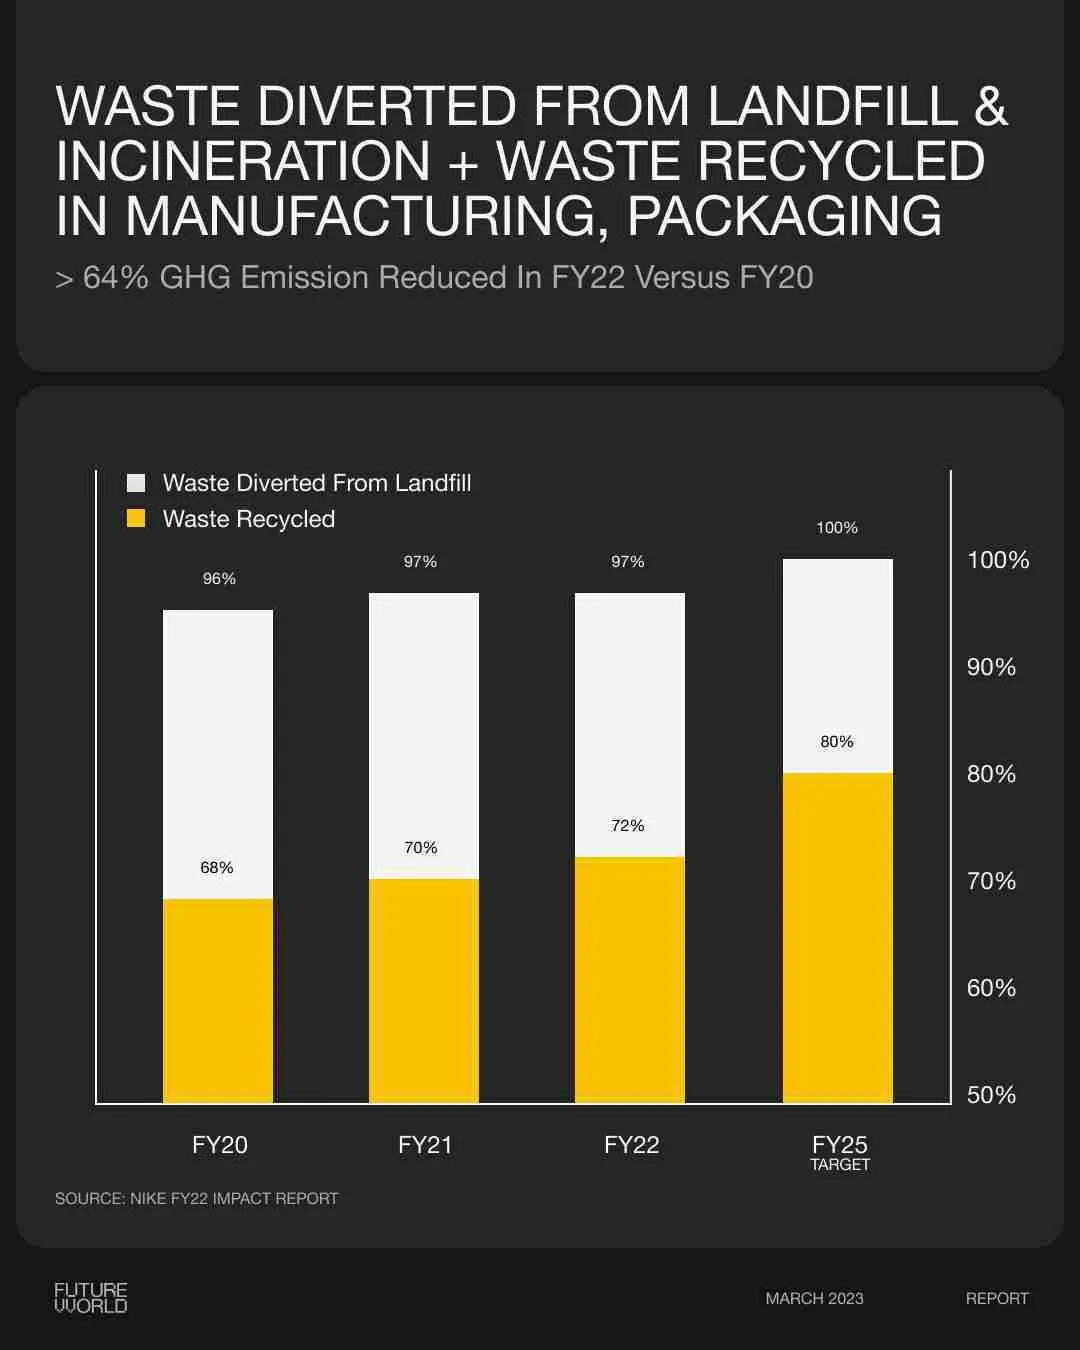 WASTE DIVERTED FROM LANDFILL &
INCINERATION + WASTE RECYCLED
IN MANUFACTURING, PACKAGING
> 64% GHG Emission Reduced In FY22 Versus FY20
Waste Diverted From Landfill
Waste Recycled
96%
97%
97%
100%
68%
70%
72%
80%
100%
90%
80%
70%
60%
50%
FY20
FY21
FY22
FY25
TARGET
SOURCE: NIKE FY22 IMPACT REPORT
FUTURE
WORLD
MARCH 2023
REPORT